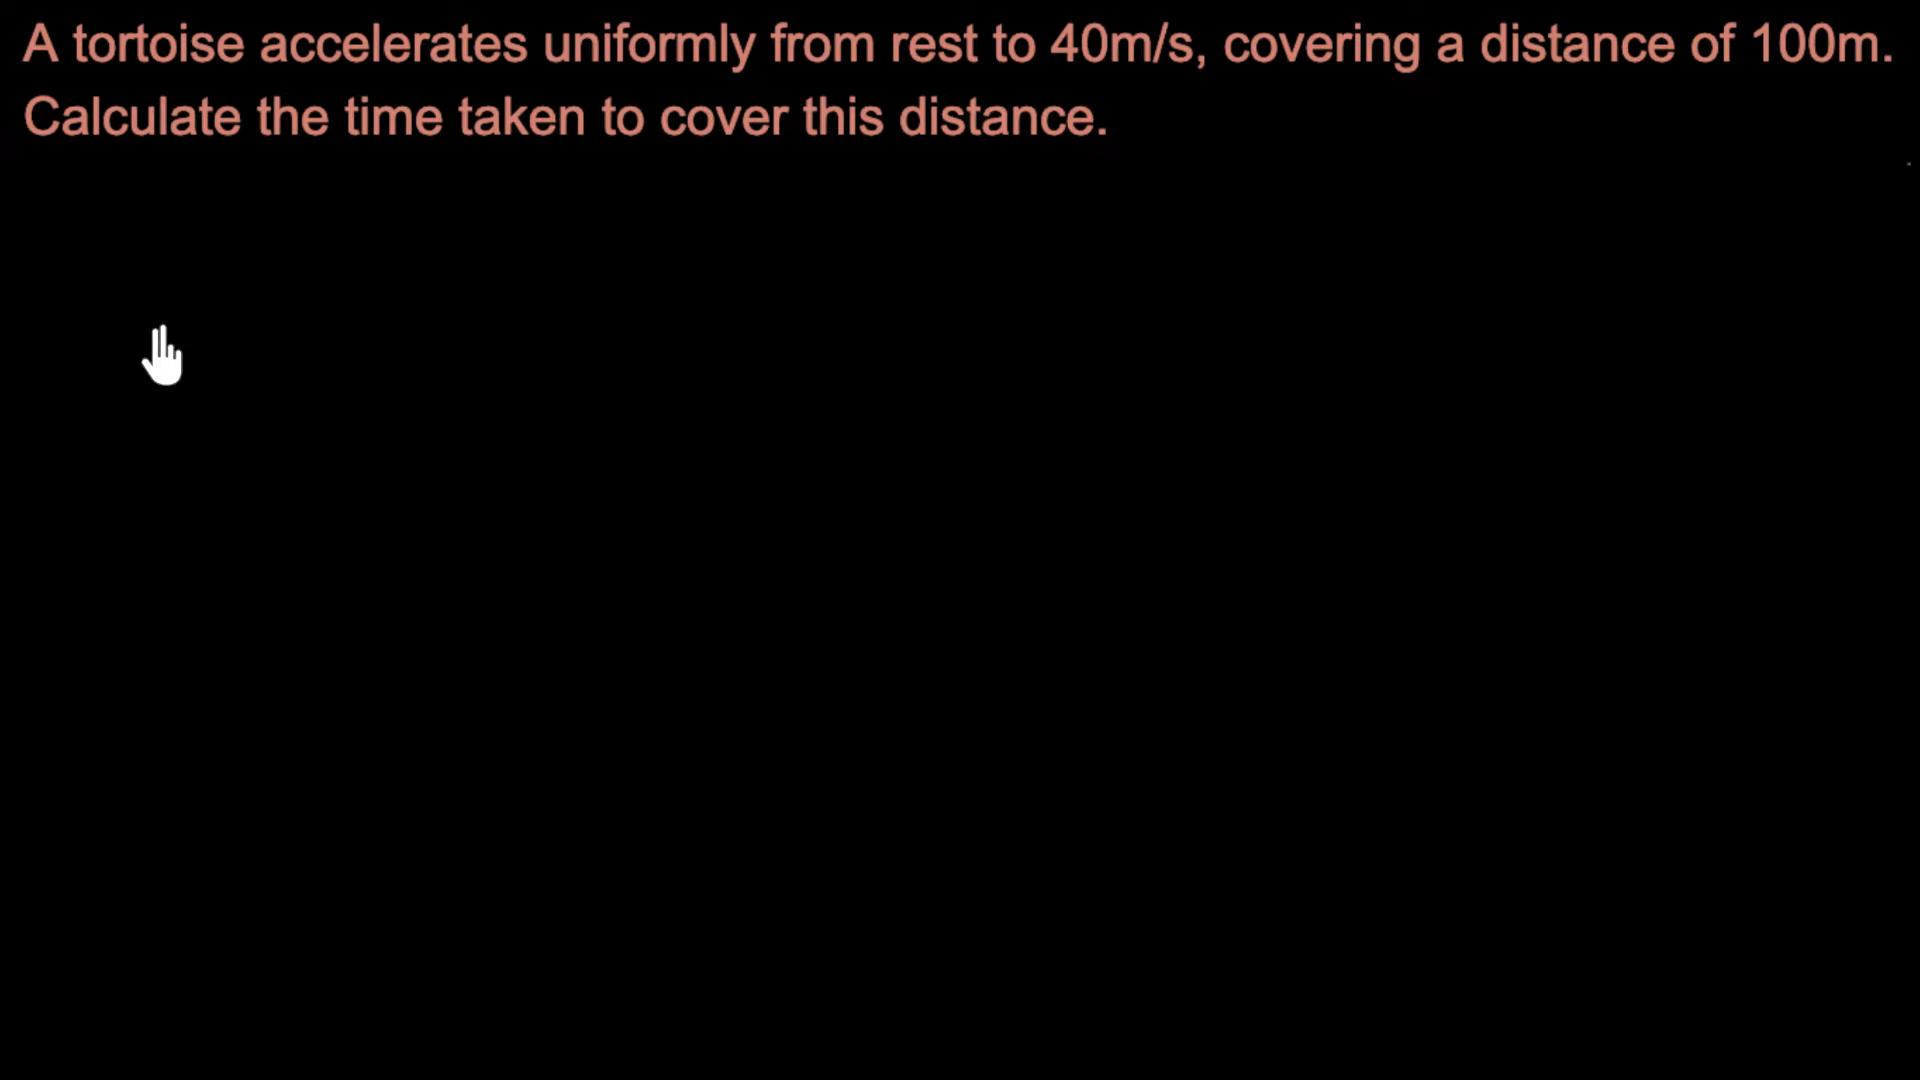 A tortoise accelerates uniformly from rest to 40m/s, covering a distance of 100m.
Calculate the time taken to cover this distance.